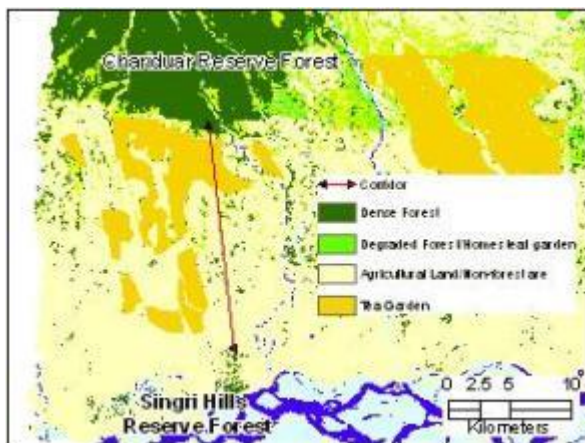 Chariduar Reserve Forest
Corridor
Dense Forest
Degraded Forest/Homestead garden
Agricultural Land/Non-forest are
Tea Garden
Singri Hills
Reserve Forest
0 2.5 5 10
Kilometers